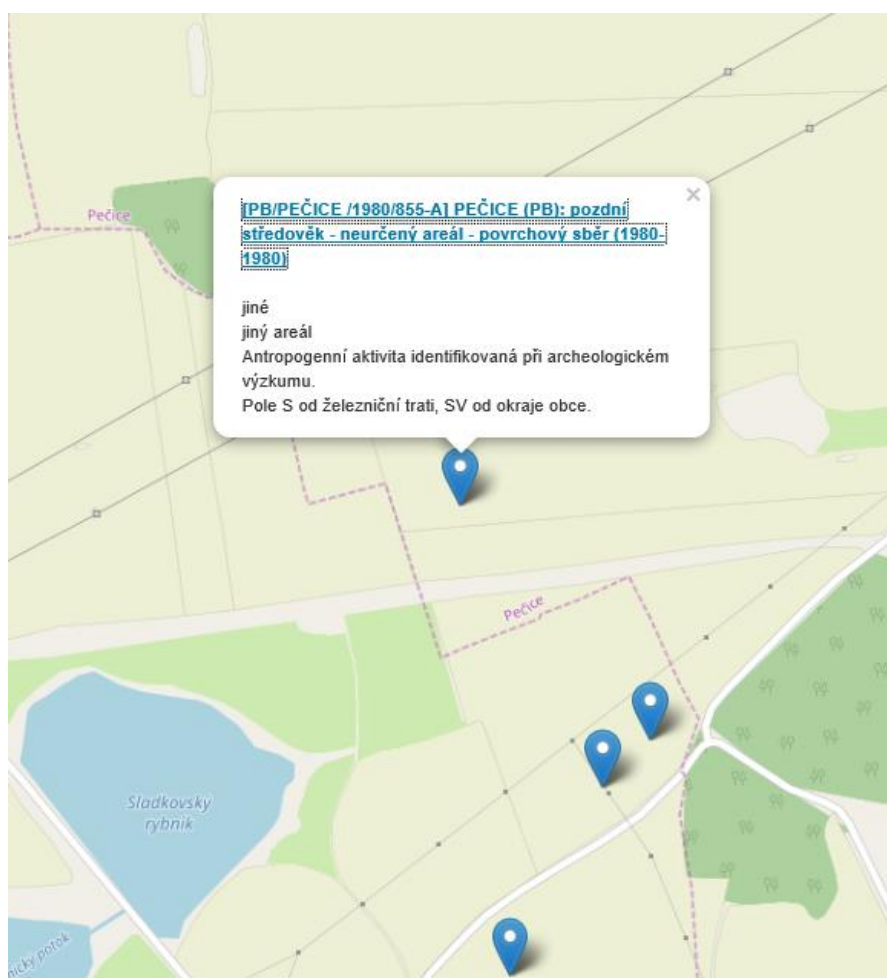 Pečice
×
[PB/PEČICE /1980/855-A] PEČICE (PB): pozdní
středověk - neurčený areál - povrchový sběr (1980-
1980)
jiné
jiný areál
Antropogenní aktivita identifikovaná při archeologickém
výzkumu.
Pole S od železniční trati, SV od okraje obce.
Pečice
Sladkovský
rybník
potok